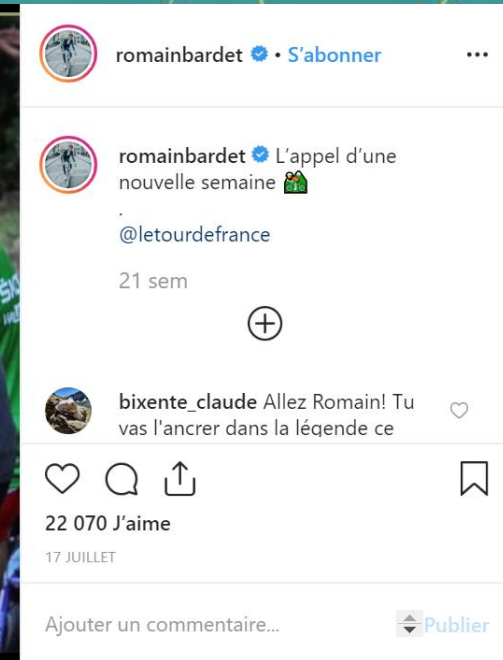 romainbardet • S'abonner
romainbardet L'appel d'une
nouvelle semaine
.
@letourdefrance
21 sem
bixente_claude Allez Romain! Tu
vas l'ancrer dans la légende ce
22 070 J'aime
17 JUILLET
Ajouter un commentaire... Publier